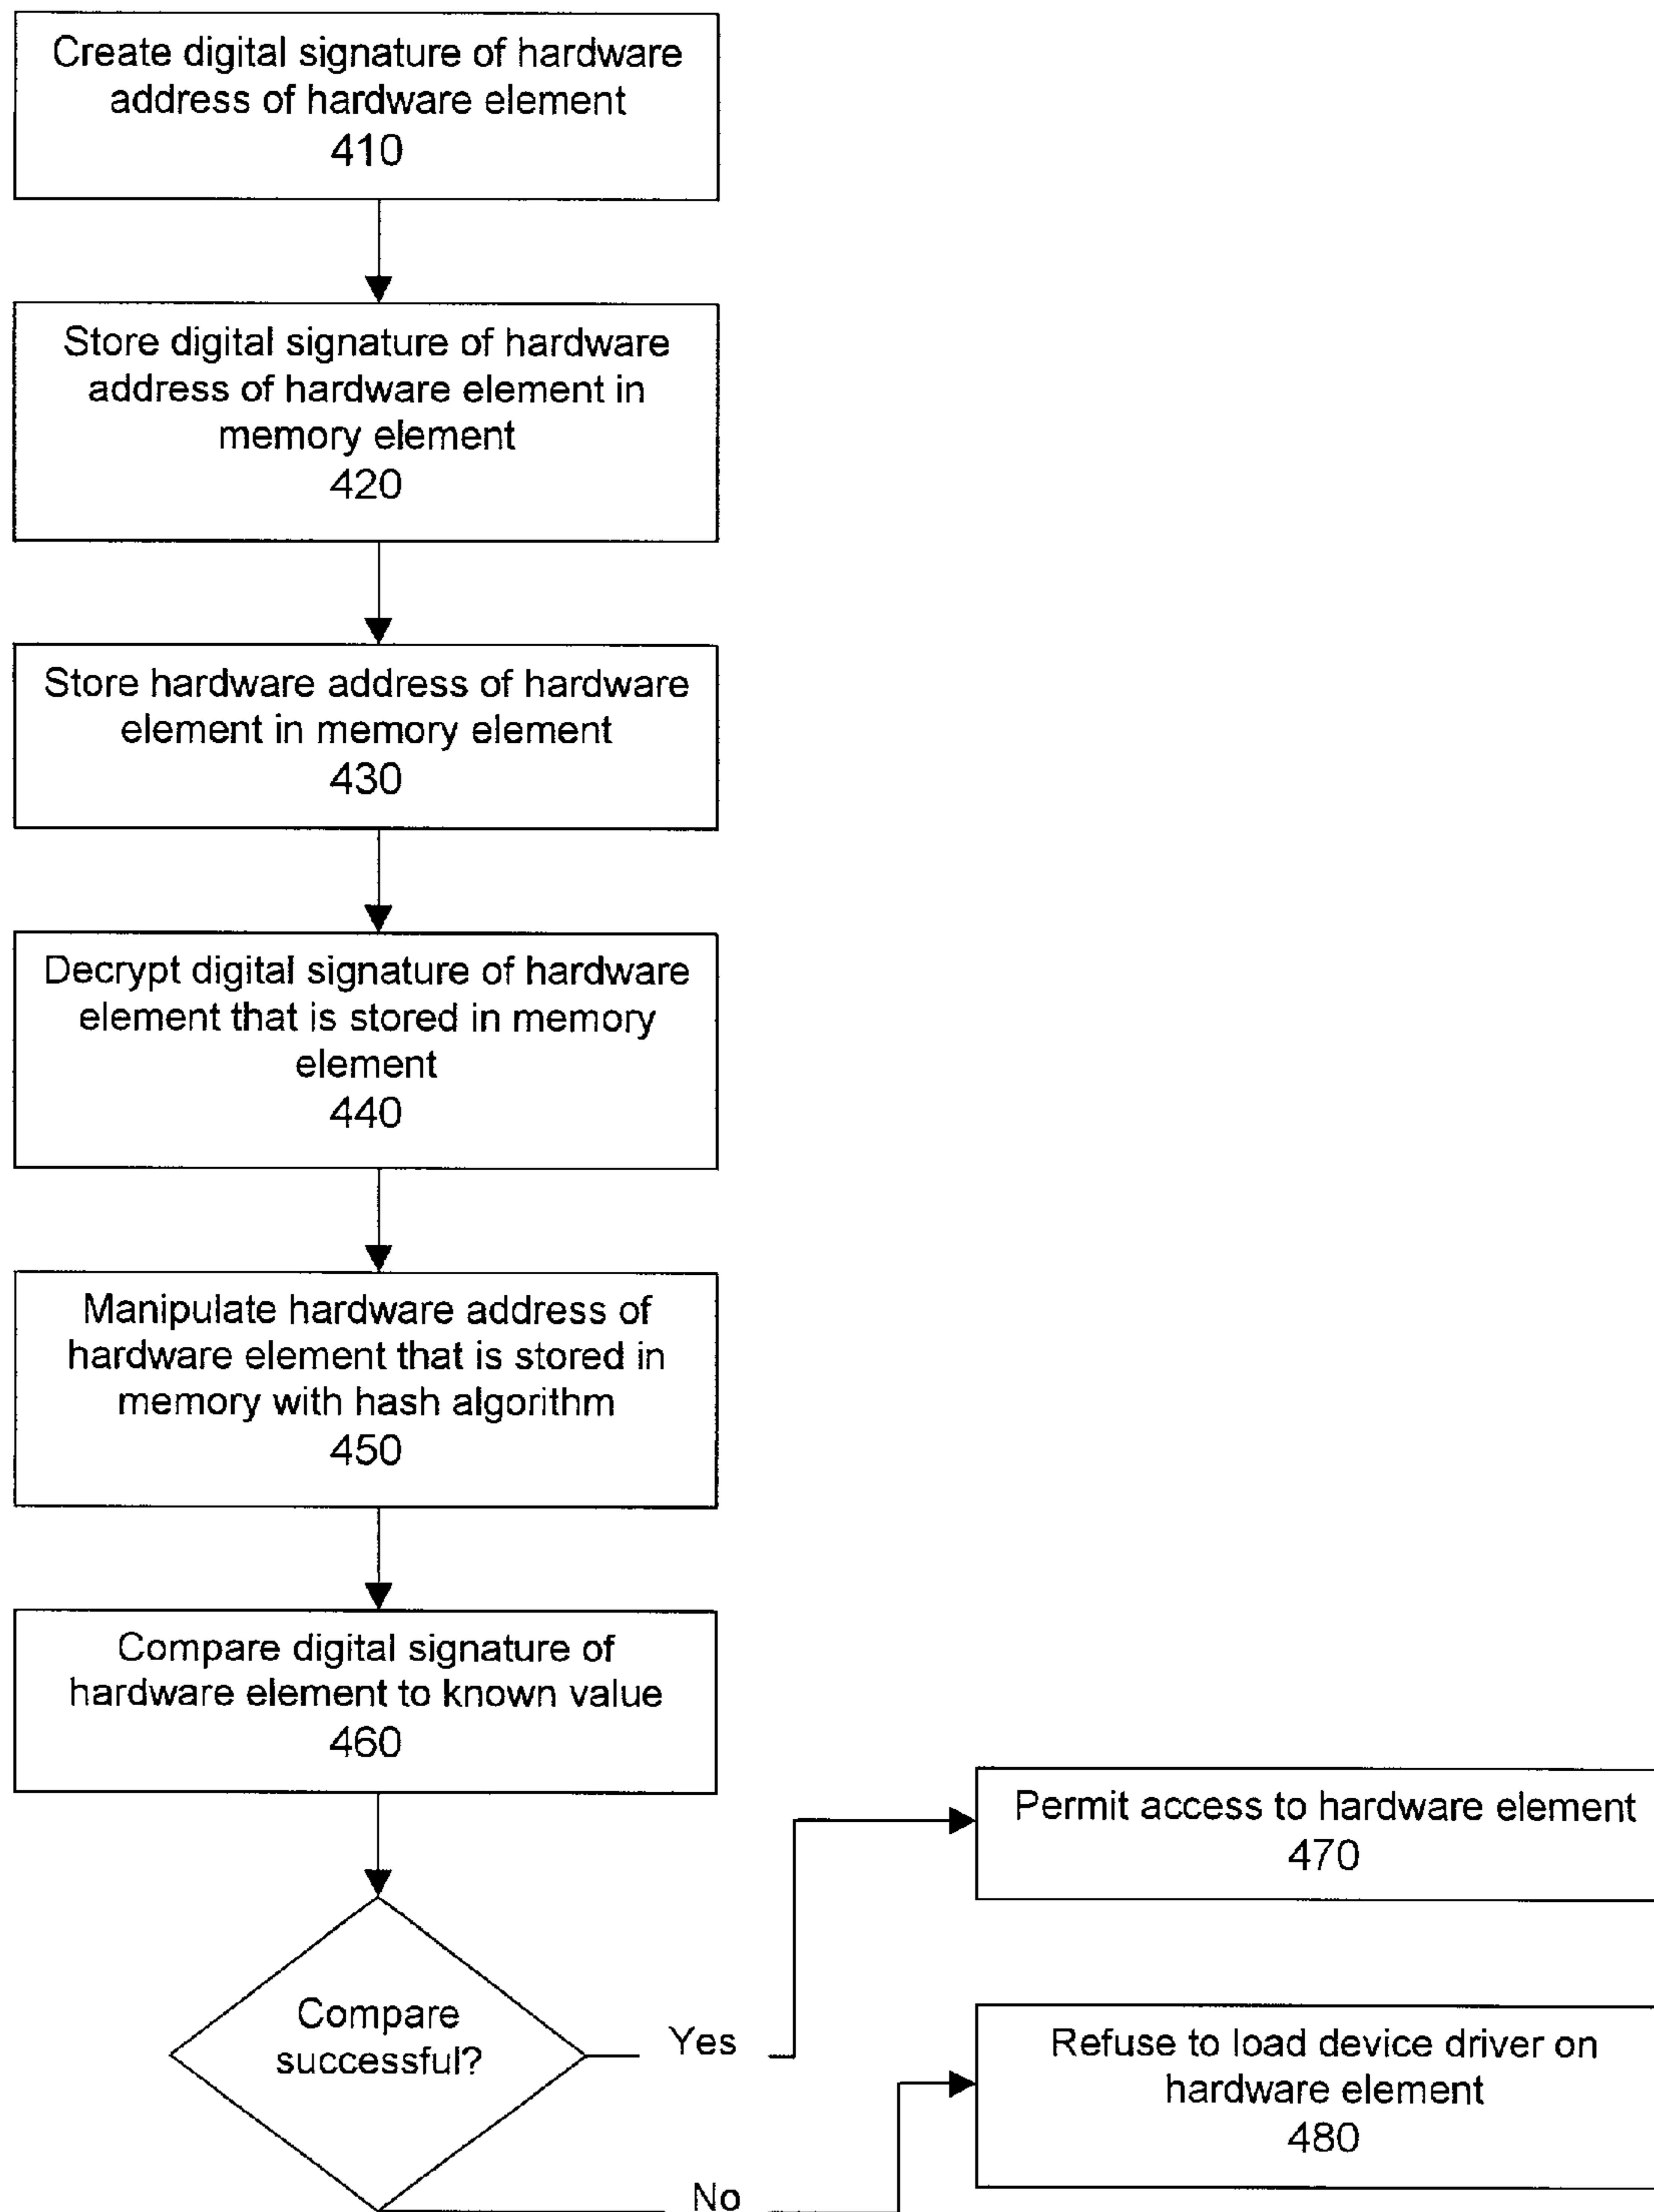 Create digital signature of hardware
address of hardware element
410
Store digital signature of hardware
address of hardware element in
memory element
420
Store hardware address of hardware
element in memory element
430
Decrypt digital signature of hardware
element that is stored in memory
element
440
Manipulate hardware address of
hardware element that is stored in
memory with hash algorithm
450
Compare digital signature of
hardware element to known value
460
Permit access to hardware element
470
Compare
successful?
Yes
Refuse to load device driver on
hardware element
480
No